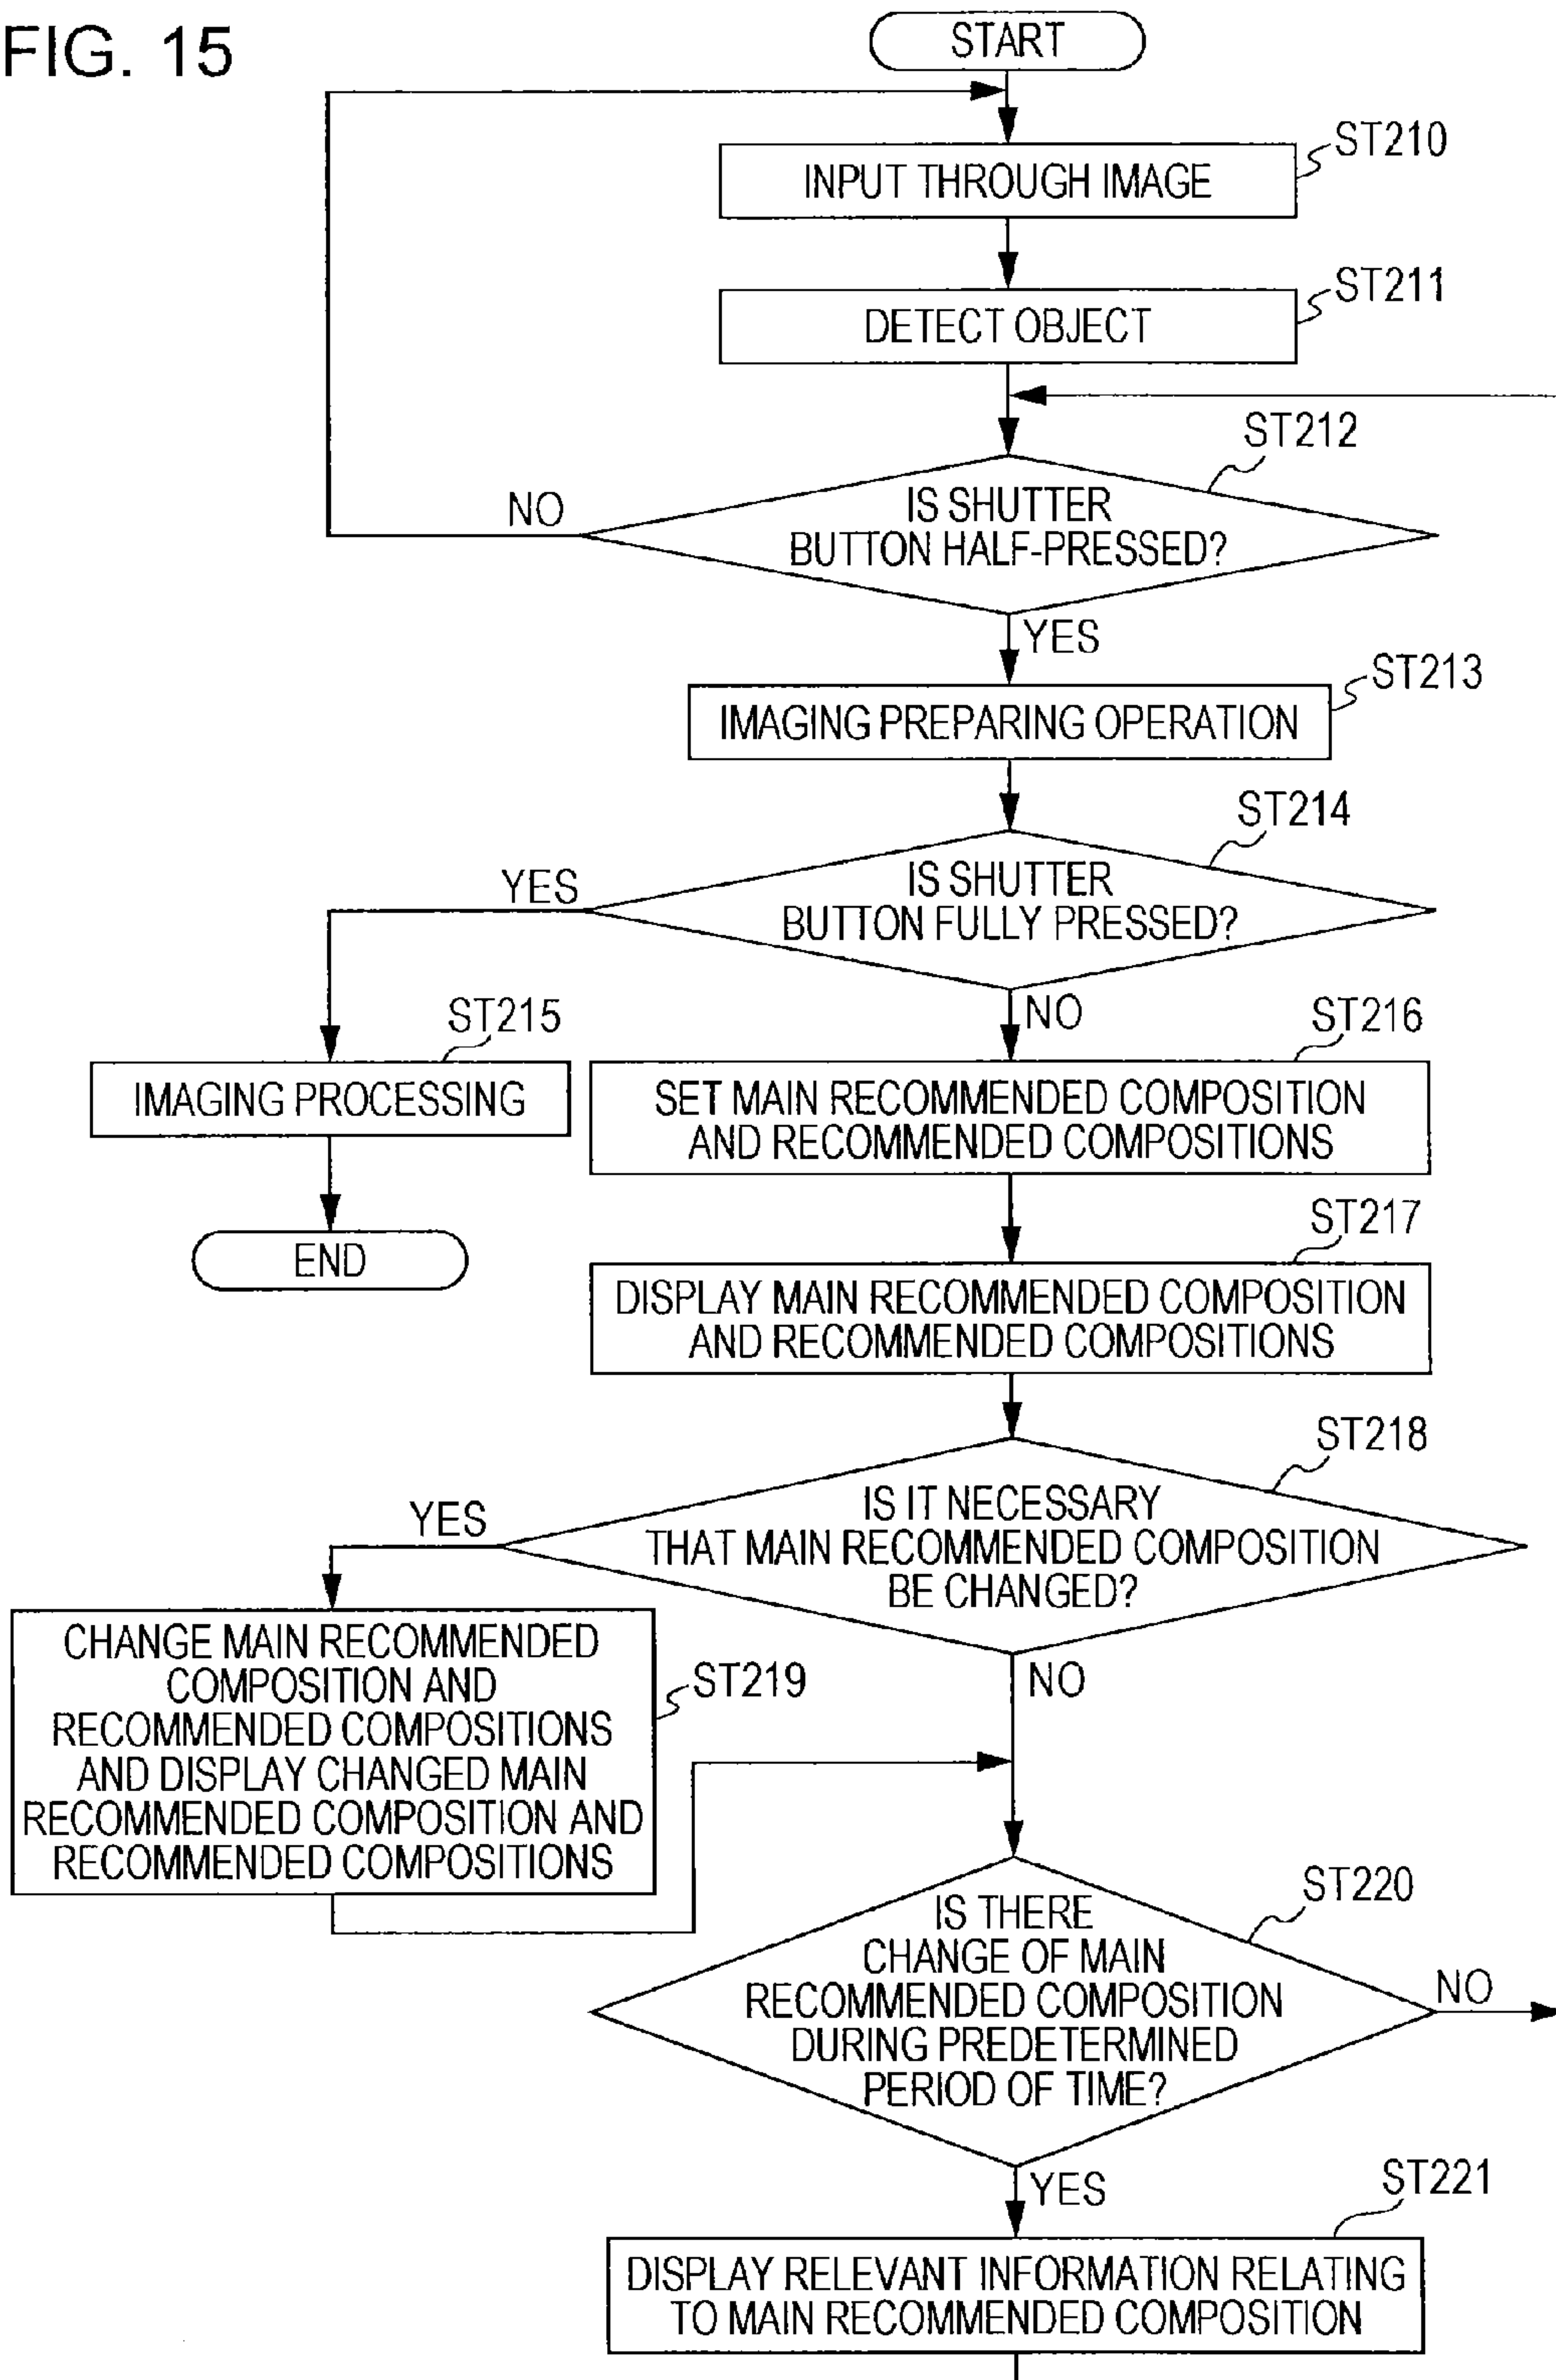 FIG. 15
START
ST210
INPUT THROUGH IMAGE
ST211
DETECT OBJECT
ST212
IS SHUTTER
BUTTON HALF-PRESSED?
NO
YES
ST213
IMAGING PREPARING OPERATION
ST214
IS SHUTTER
BUTTON FULLY PRESSED?
YES
NO
ST215
IMAGING PROCESSING
END
ST216
SET MAIN RECOMMENDED COMPOSITION
AND RECOMMENDED COMPOSITIONS
ST217
DISPLAY MAIN RECOMMENDED COMPOSITION
AND RECOMMENDED COMPOSITIONS
ST218
IS IT NECESSARY
THAT MAIN RECOMMENDED COMPOSITION
BE CHANGED?
YES
NO
CHANGE MAIN RECOMMENDED
COMPOSITION AND
RECOMMENDED COMPOSITIONS
AND DISPLAY CHANGED MAIN
RECOMMENDED COMPOSITION AND
RECOMMENDED COMPOSITIONS
ST219
ST220
IS THERE
CHANGE OF MAIN
RECOMMENDED COMPOSITION
DURING PREDETERMINED
PERIOD OF TIME?
NO
YES
ST221
DISPLAY RELEVANT INFORMATION RELATING
TO MAIN RECOMMENDED COMPOSITION